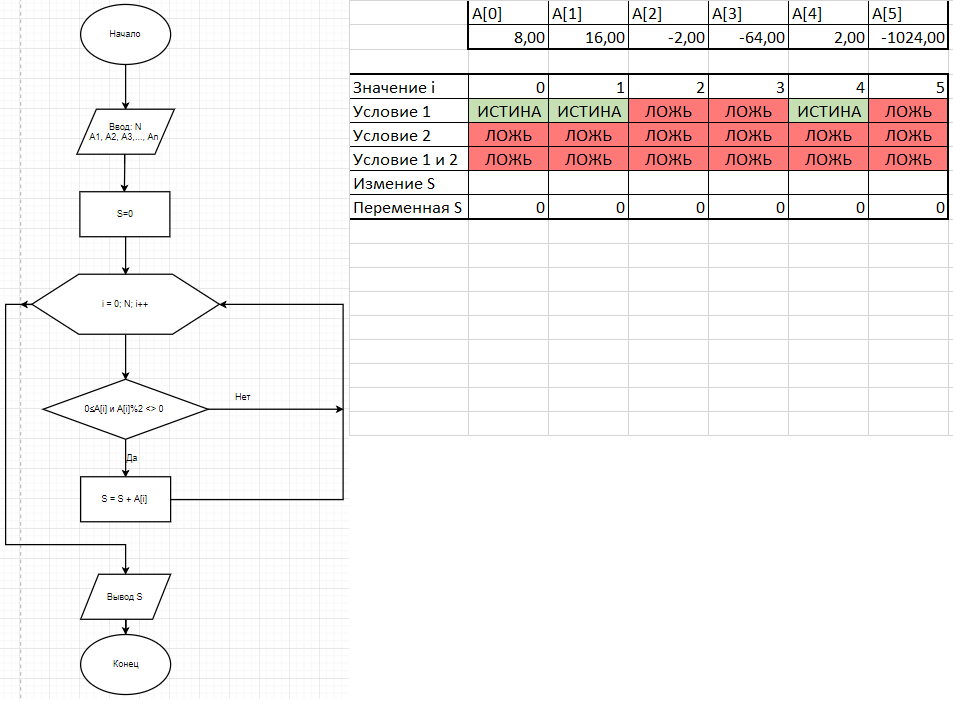 Начало
Ввод: N
A1, A2, A3,..., An
S=0
i = 0; N; i++
0≤A[i] и A[i]%2 <> 0
Нет
Да
S = S + A[i]
Вывод S
Конец
A[0] A[1] A[2] A[3] A[4] A[5]
8,00 16,00 -2,00 -64,00 2,00 -1024,00
Значение i 0 1 2 3 4 5
Условие 1 ИСТИНА ИСТИНА ЛОЖЬ ЛОЖЬ ИСТИНА ЛОЖЬ
Условие 2 ЛОЖЬ ЛОЖЬ ЛОЖЬ ЛОЖЬ ЛОЖЬ ЛОЖЬ
Условие 1 и 2 ЛОЖЬ ЛОЖЬ ЛОЖЬ ЛОЖЬ ЛОЖЬ ЛОЖЬ
Измение S
Переменная S 0 0 0 0 0 0